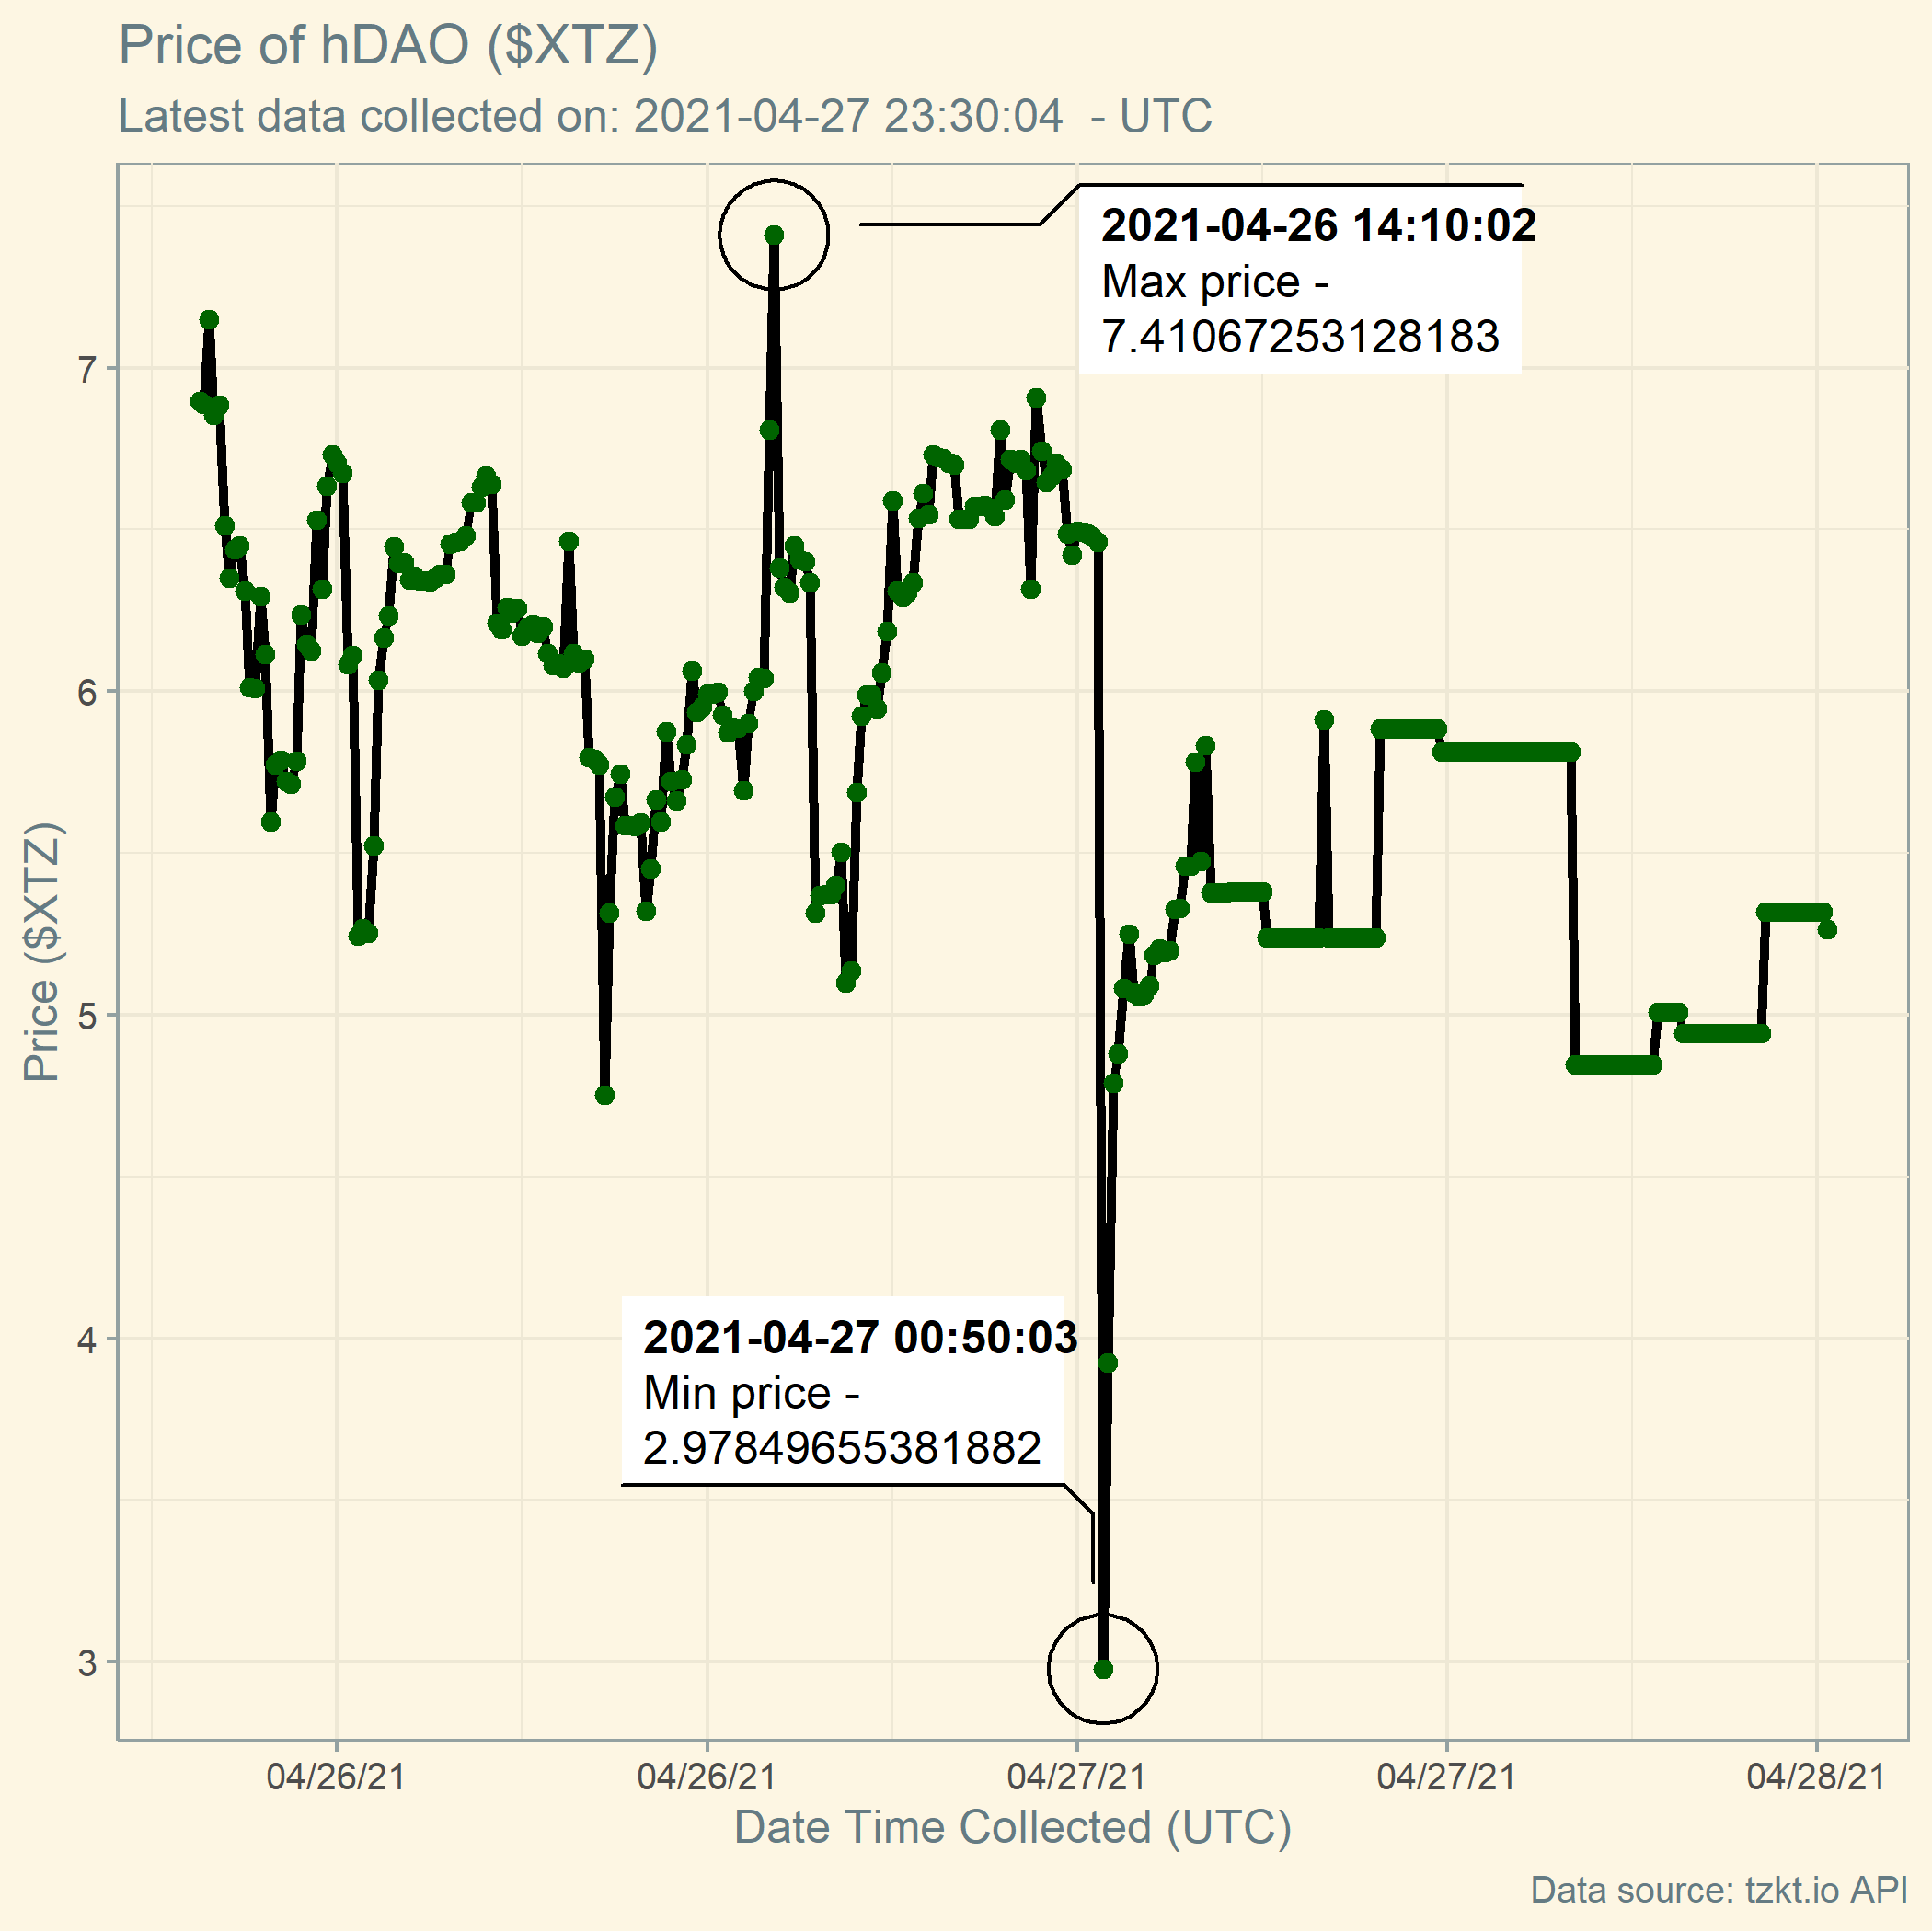 Price of hDAO ($XTZ)
Latest data collected on: 2021-04-27 23:30:04  - UTC
2021-04-26 14:10:02
Max price -
7.41067253128183
7
6
5
4
3
Price ($XTZ)
2021-04-27 00:50:03
Min price -
2.97849655381882
04/26/21
04/26/21
04/27/21
04/27/21
04/28/21
Date Time Collected (UTC)
Data source: tzkt.io API